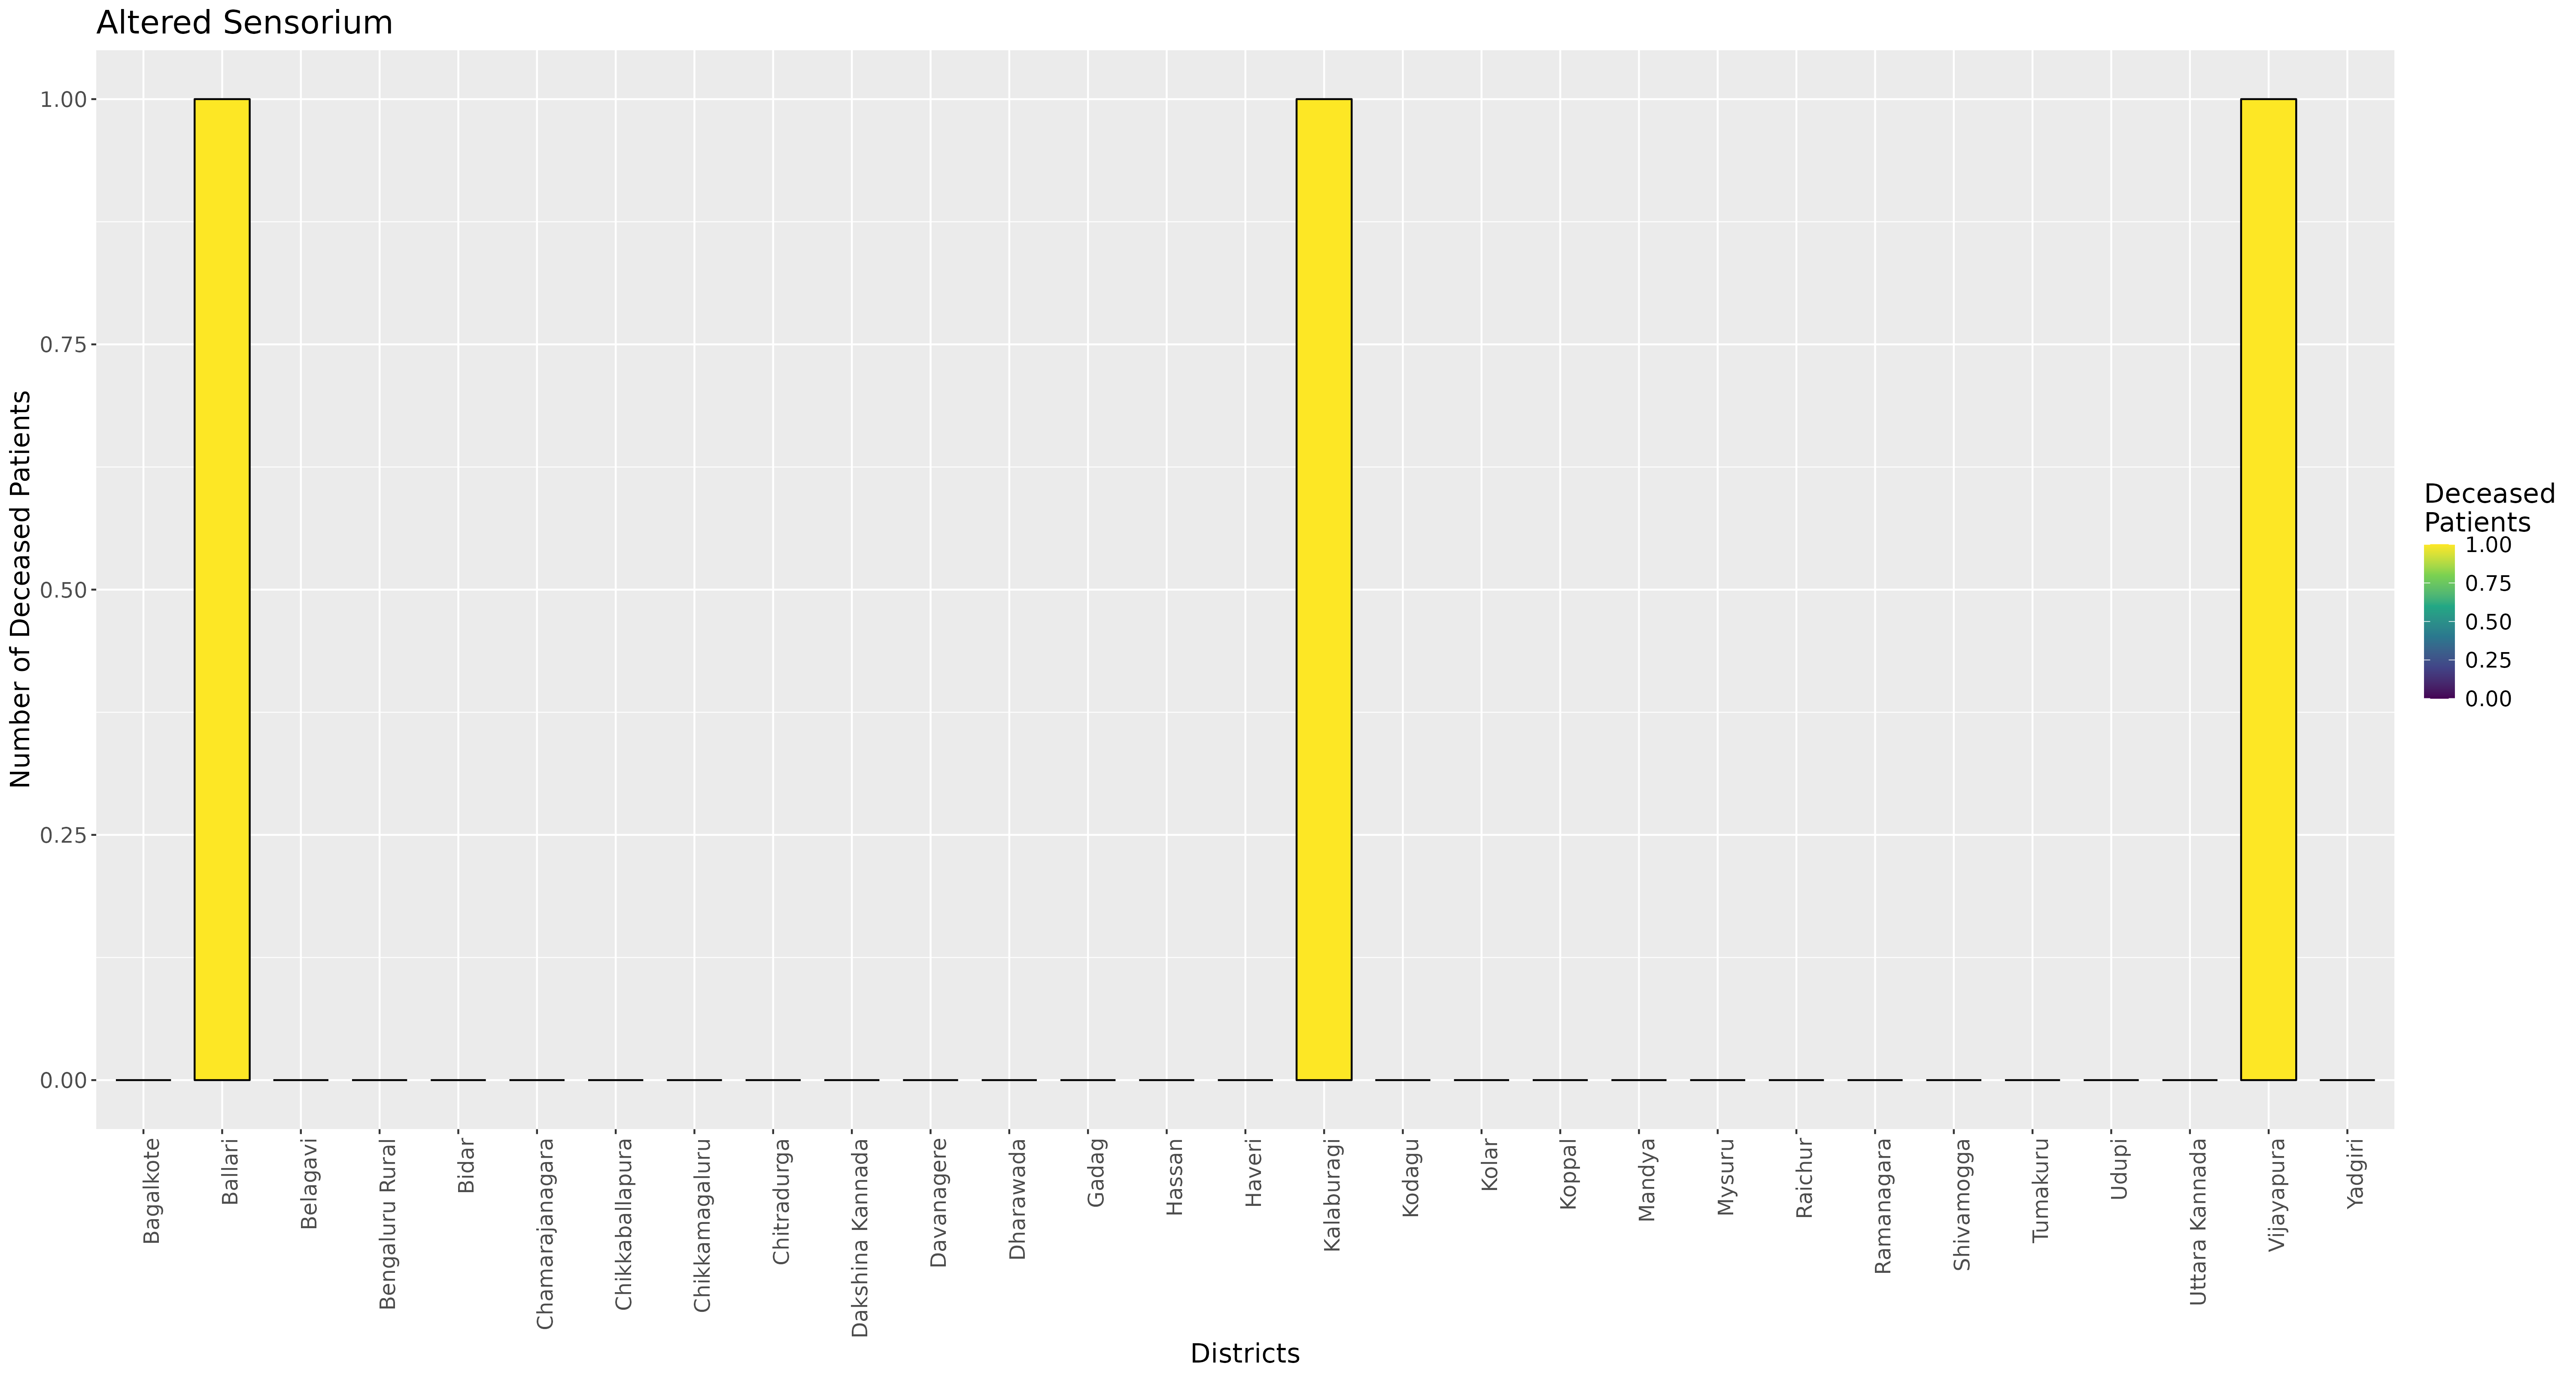 Altered Sensorium
Number of Deceased Patients
1.00
0.75
0.50
0.25
0.00
Bagalkote
Ballari
Belagavi
Bengaluru Rural
Bidar
Chamarajanagara
Chikkaballapura
Chikkamagaluru
Chitradurga
Dakshina Kannada
Davanagere
Dharawada
Gadag
Hassan
Haveri
Kalaburagi
Kodagu
Kolar
Koppal
Mandya
Mysuru
Raichur
Ramanagara
Shivamogga
Tumakuru
Udupi
Uttara Kannada
Vijayapura
Yadgiri
Districts
Deceased
Patients
1.00
0.75
0.50
0.25
0.00